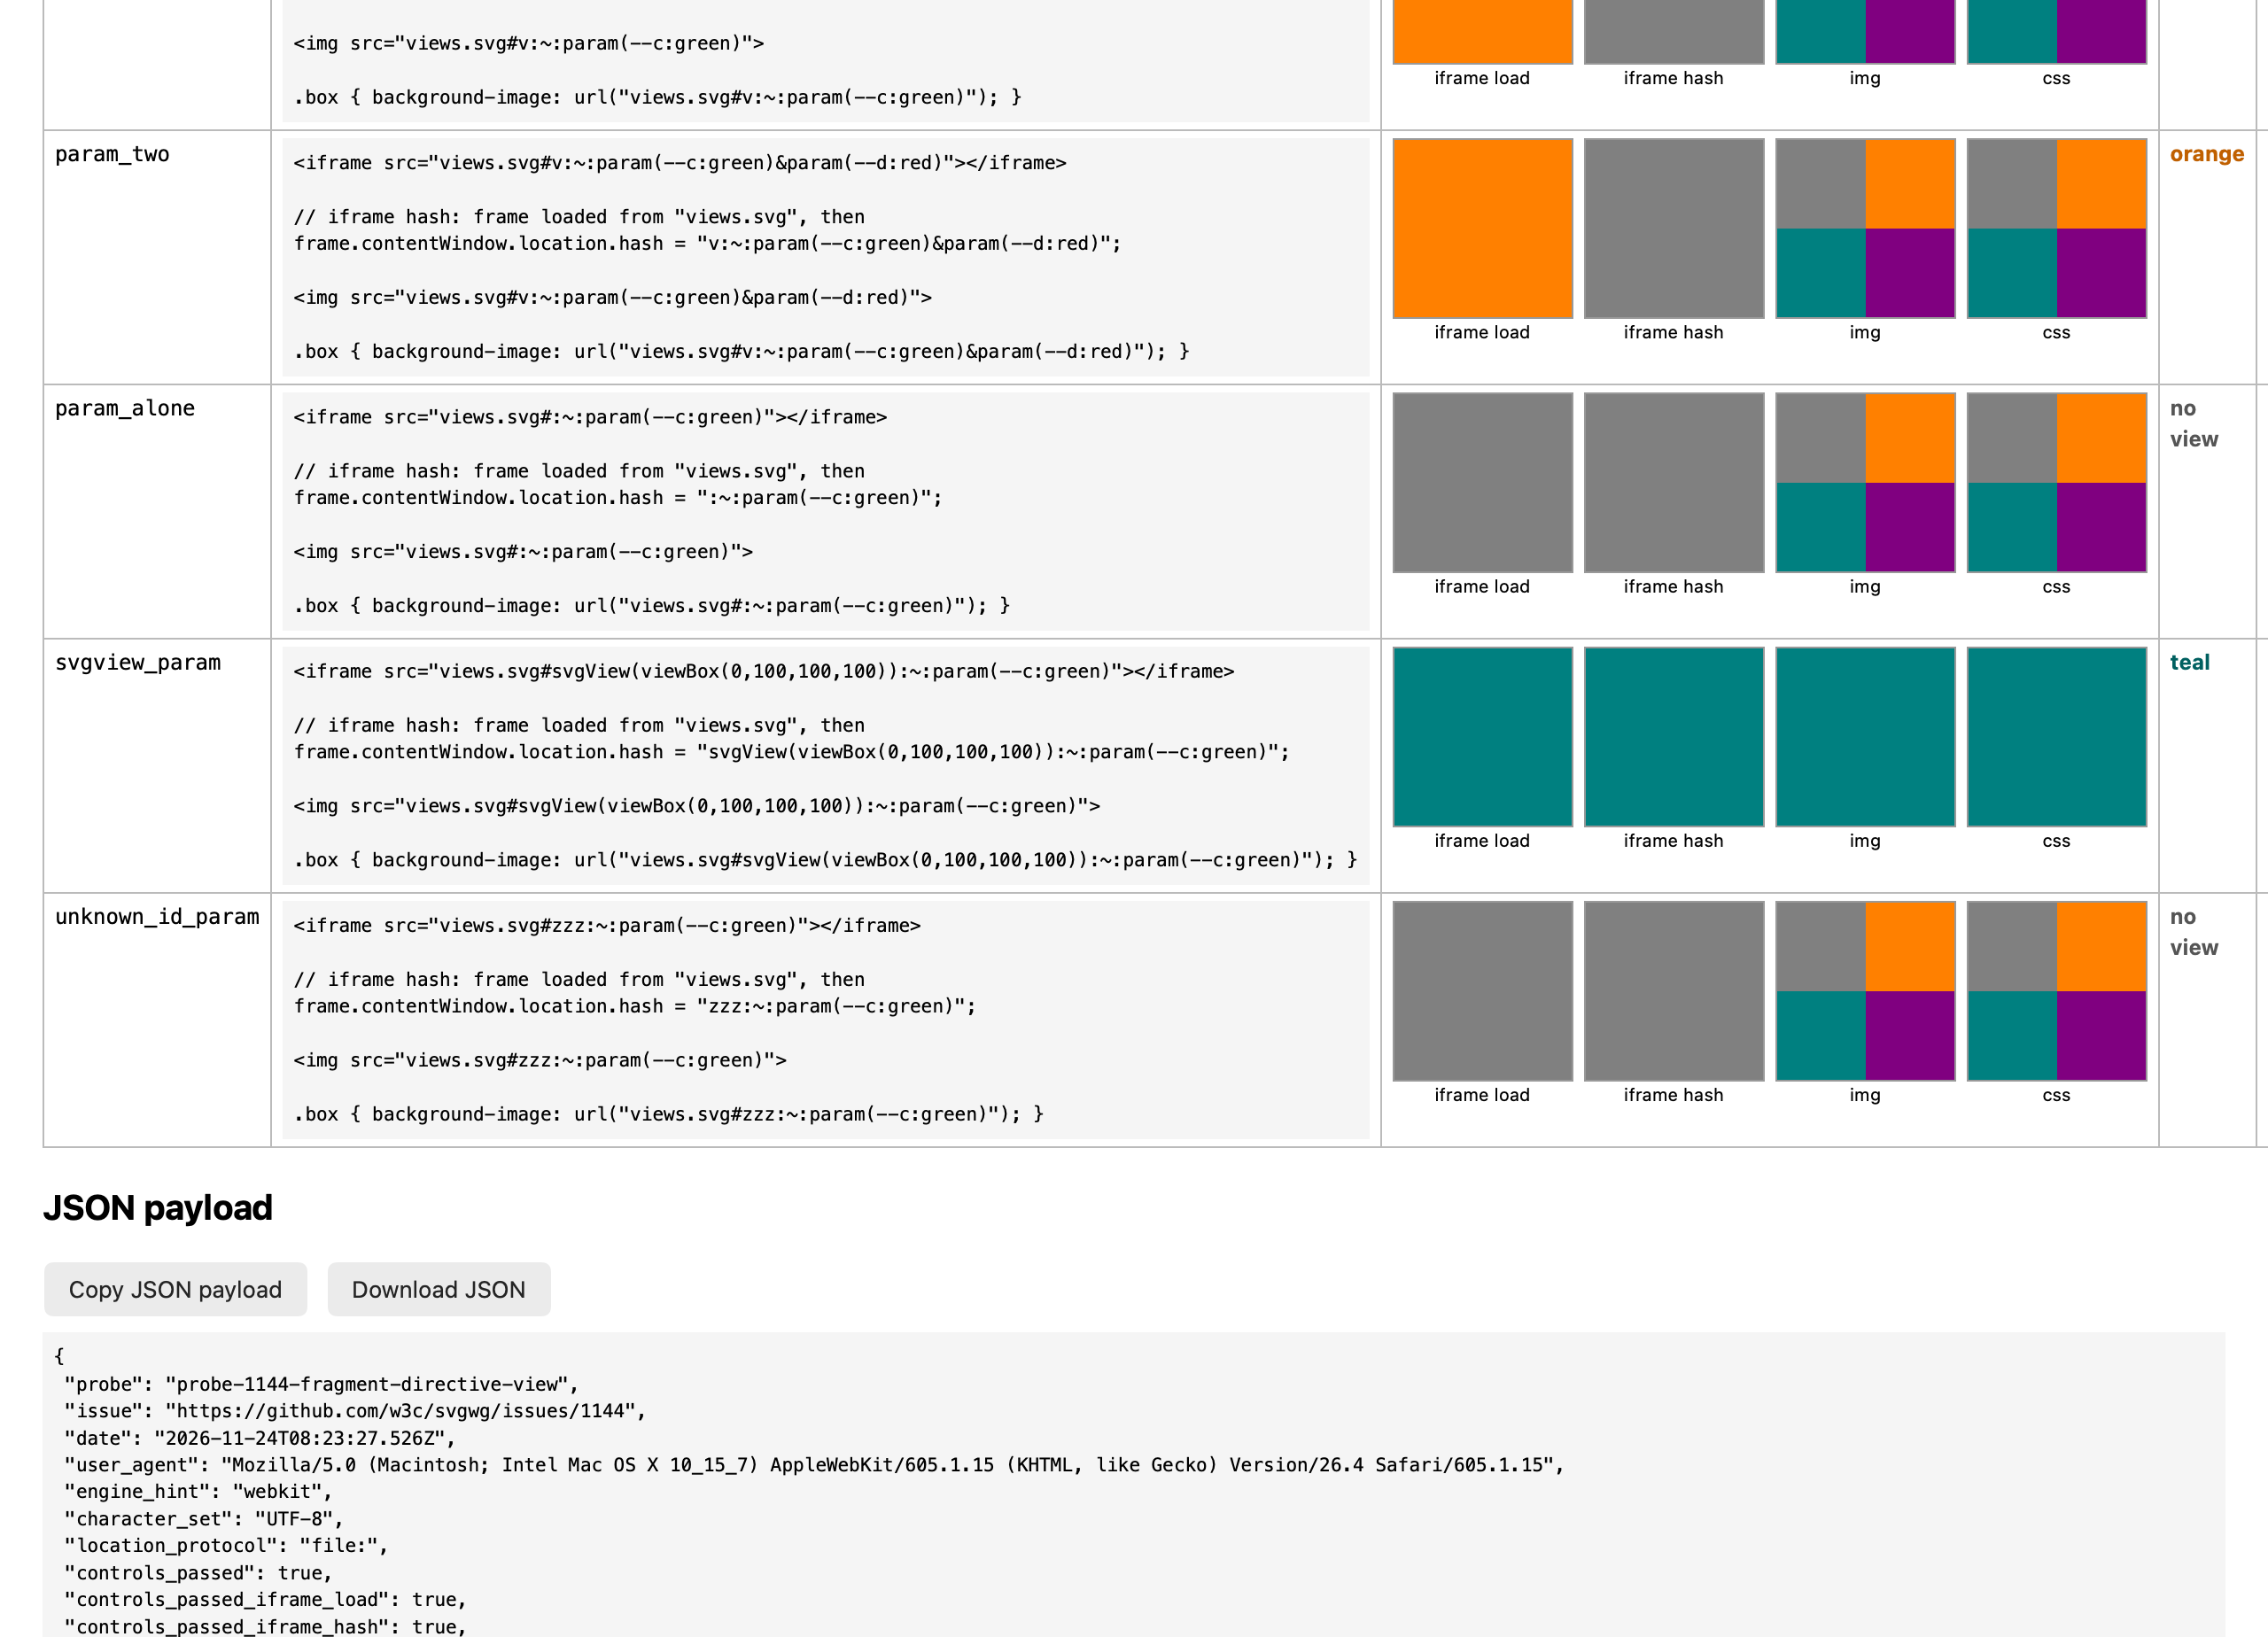 <img src="views.svg#v:~:param(--c:green)">
.box { background-image: url("views.svg#v:~:param(--c:green)"); }
iframe load
iframe hash
img
css
param_two
<iframe src="views.svg#v:~:param(--c:green)&param(--d:red)"></iframe>
// iframe hash: frame loaded from "views.svg", then
frame.contentWindow.location.hash = "v:~:param(--c:green)&param(--d:red)";
<img src="views.svg#v:~:param(--c:green)&param(--d:red)">
.box { background-image: url("views.svg#v:~:param(--c:green)&param(--d:red)"); }
iframe load
iframe hash
img
css
orange
param_alone
<iframe src="views.svg#:~:param(--c:green)"></iframe>
// iframe hash: frame loaded from "views.svg", then
frame.contentWindow.location.hash = ":~:param(--c:green)";
<img src="views.svg#:~:param(--c:green)">
.box { background-image: url("views.svg#:~:param(--c:green)"); }
iframe load
iframe hash
img
css
no
view
svgview_param
<iframe src="views.svg#svgView(viewBox(0,100,100,100)):~:param(--c:green)"></iframe>
// iframe hash: frame loaded from "views.svg", then
frame.contentWindow.location.hash = "svgView(viewBox(0,100,100,100)):~:param(--c:green)";
<img src="views.svg#svgView(viewBox(0,100,100,100)):~:param(--c:green)">
.box { background-image: url("views.svg#svgView(viewBox(0,100,100,100)):~:param(--c:green)"); }
iframe load
iframe hash
img
css
teal
unknown_id_param
<iframe src="views.svg#zzz:~:param(--c:green)"></iframe>
// iframe hash: frame loaded from "views.svg", then
frame.contentWindow.location.hash = "zzz:~:param(--c:green)";
<img src="views.svg#zzz:~:param(--c:green)">
.box { background-image: url("views.svg#zzz:~:param(--c:green)"); }
iframe load
iframe hash
img
css
no
view
JSON payload
Copy JSON payload
Download JSON
{
"probe": "probe-1144-fragment-directive-view",
"issue": "https://github.com/w3c/svgwg/issues/1144",
"date": "2026-11-24T08:23:27.526Z",
"user_agent": "Mozilla/5.0 (Macintosh; Intel Mac OS X 10_15_7) AppleWebKit/605.1.15 (KHTML, like Gecko) Version/26.4 Safari/605.1.15",
"engine_hint": "webkit",
"character_set": "UTF-8",
"location_protocol": "file:",
"controls_passed": true,
"controls_passed_iframe_load": true,
"controls_passed_iframe_hash": true,